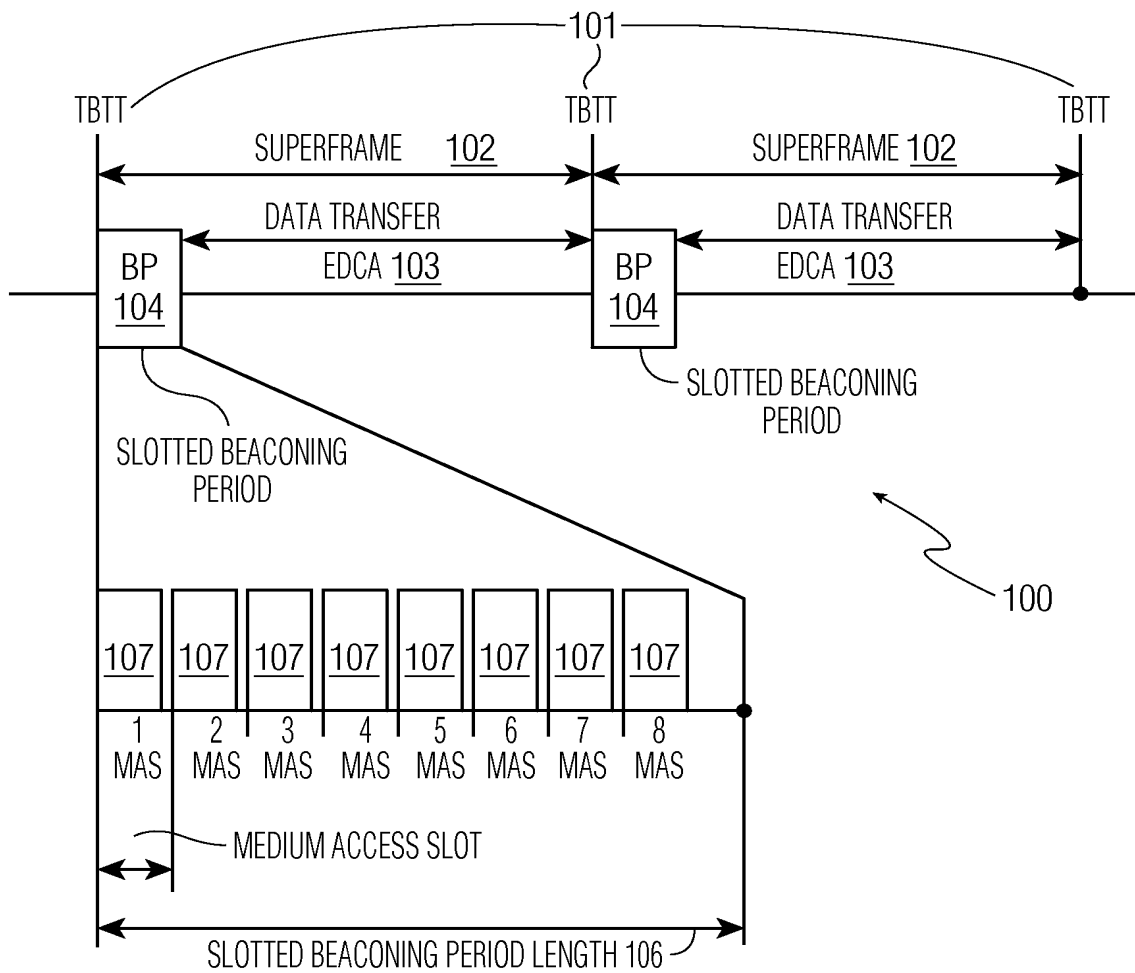 101
TBTT TBTT TBTT
SUPERFRAME 102 SUPERFRAME 102
DATA TRANSFER DATA TRANSFER
BP 104 EDCA 103 BP 104 EDCA 103
SLOTTED BEACONING PERIOD
SLOTTED BEACONING PERIOD
100
107 107 107 107 107 107 107 107
1 2 3 4 5 6 7 8
MAS MAS MAS MAS MAS MAS MAS MAS
MEDIUM ACCESS SLOT
SLOTTED BEACONING PERIOD LENGTH 106